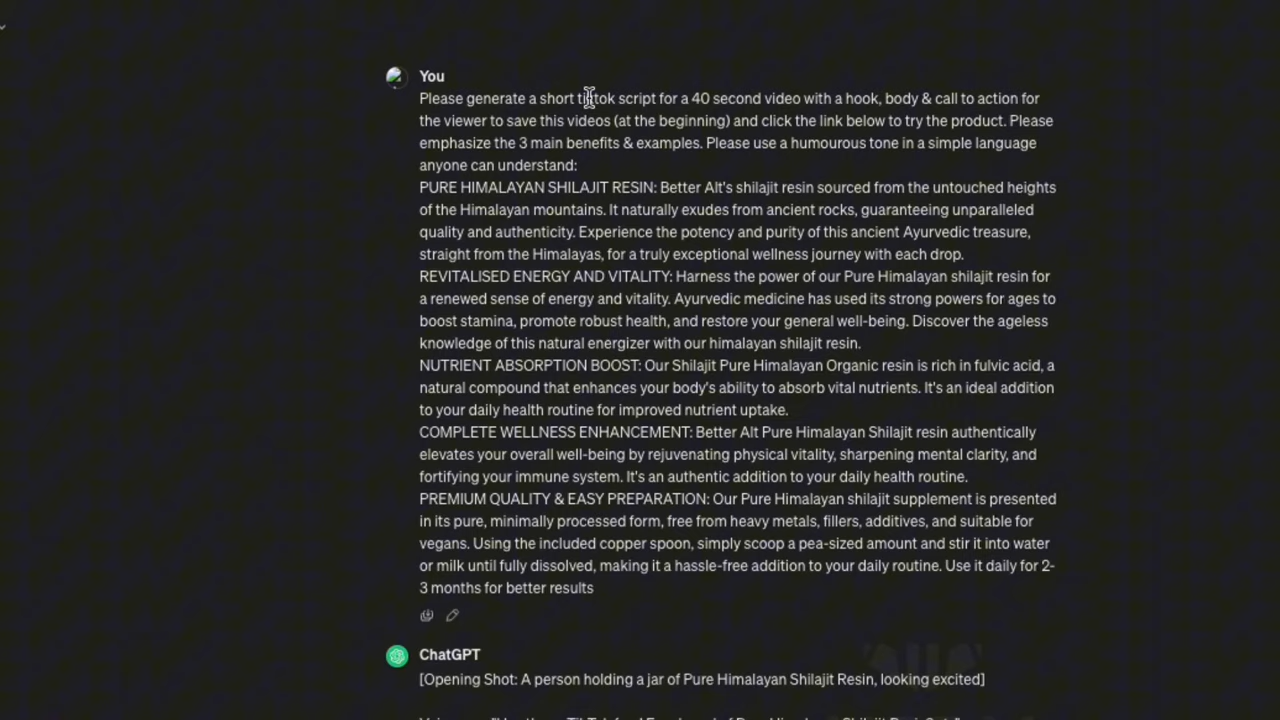 You
Please generate a short tiktok script for a 40 second video with a hook, body & call to action for
the viewer to save this videos (at the beginning) and click the link below to try the product. Please
emphasize the 3 main benefits & examples. Please use a humourous tone in a simple language
anyone can understand:
PURE HIMALAYAN SHILAJIT RESIN: Better Alt's shilajit resin sourced from the untouched heights
of the Himalayan mountains. It naturally exudes from ancient rocks, guaranteeing unparalleled
quality and authenticity. Experience the potency and purity of this ancient Ayurvedic treasure,
straight from the Himalayas, for a truly exceptional wellness journey with each drop.
REVITALISED ENERGY AND VITALITY: Harness the power of our Pure Himalayan shilajit resin for
a renewed sense of energy and vitality. Ayurvedic medicine has used its strong powers for ages to
boost stamina, promote robust health, and restore your general well-being. Discover the ageless
knowledge of this natural energizer with our himalayan shilajit resin.
NUTRIENT ABSORPTION BOOST: Our Shilajit Pure Himalayan Organic resin is rich in fulvic acid, a
natural compound that enhances your body's ability to absorb vital nutrients. It's an ideal addition
to your daily health routine for improved nutrient uptake.
COMPLETE WELLNESS ENHANCEMENT: Better Alt Pure Himalayan Shilajit resin authentically
elevates your overall well-being by rejuvenating physical vitality, sharpening mental clarity, and
fortifying your immune system. It's an authentic addition to your daily health routine.
PREMIUM QUALITY & EASY PREPARATION: Our Pure Himalayan shilajit supplement is presented
in its pure, minimally processed form, free from heavy metals, fillers, additives, and suitable for
vegans. Using the included copper spoon, simply scoop a pea-sized amount and stir it into water
or milk until fully dissolved, making it a hassle-free addition to your daily routine. Use it daily for 2-
3 months for better results
ChatGPT
[Opening Shot: A person holding a jar of Pure Himalayan Shilajit Resin, looking excited]